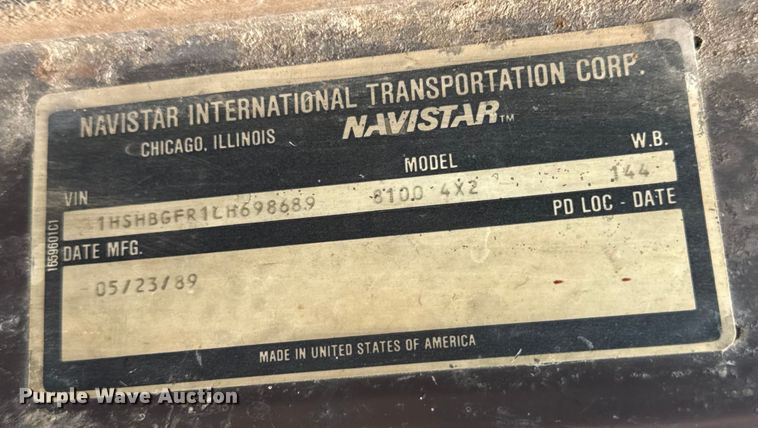 NAVISTAR INTERNATIONAL TRANSPORTATION CORP.
CHICAGO, ILLINOIS NAVISTAR™
VIN MODEL W.B.
1HSHBGFR1LH698689 8100 4X2 144
DATE MFG. PD LOC - DATE
05/23/89
MADE IN UNITED STATES OF AMERICA
1659601C1
Purple Wave Auction